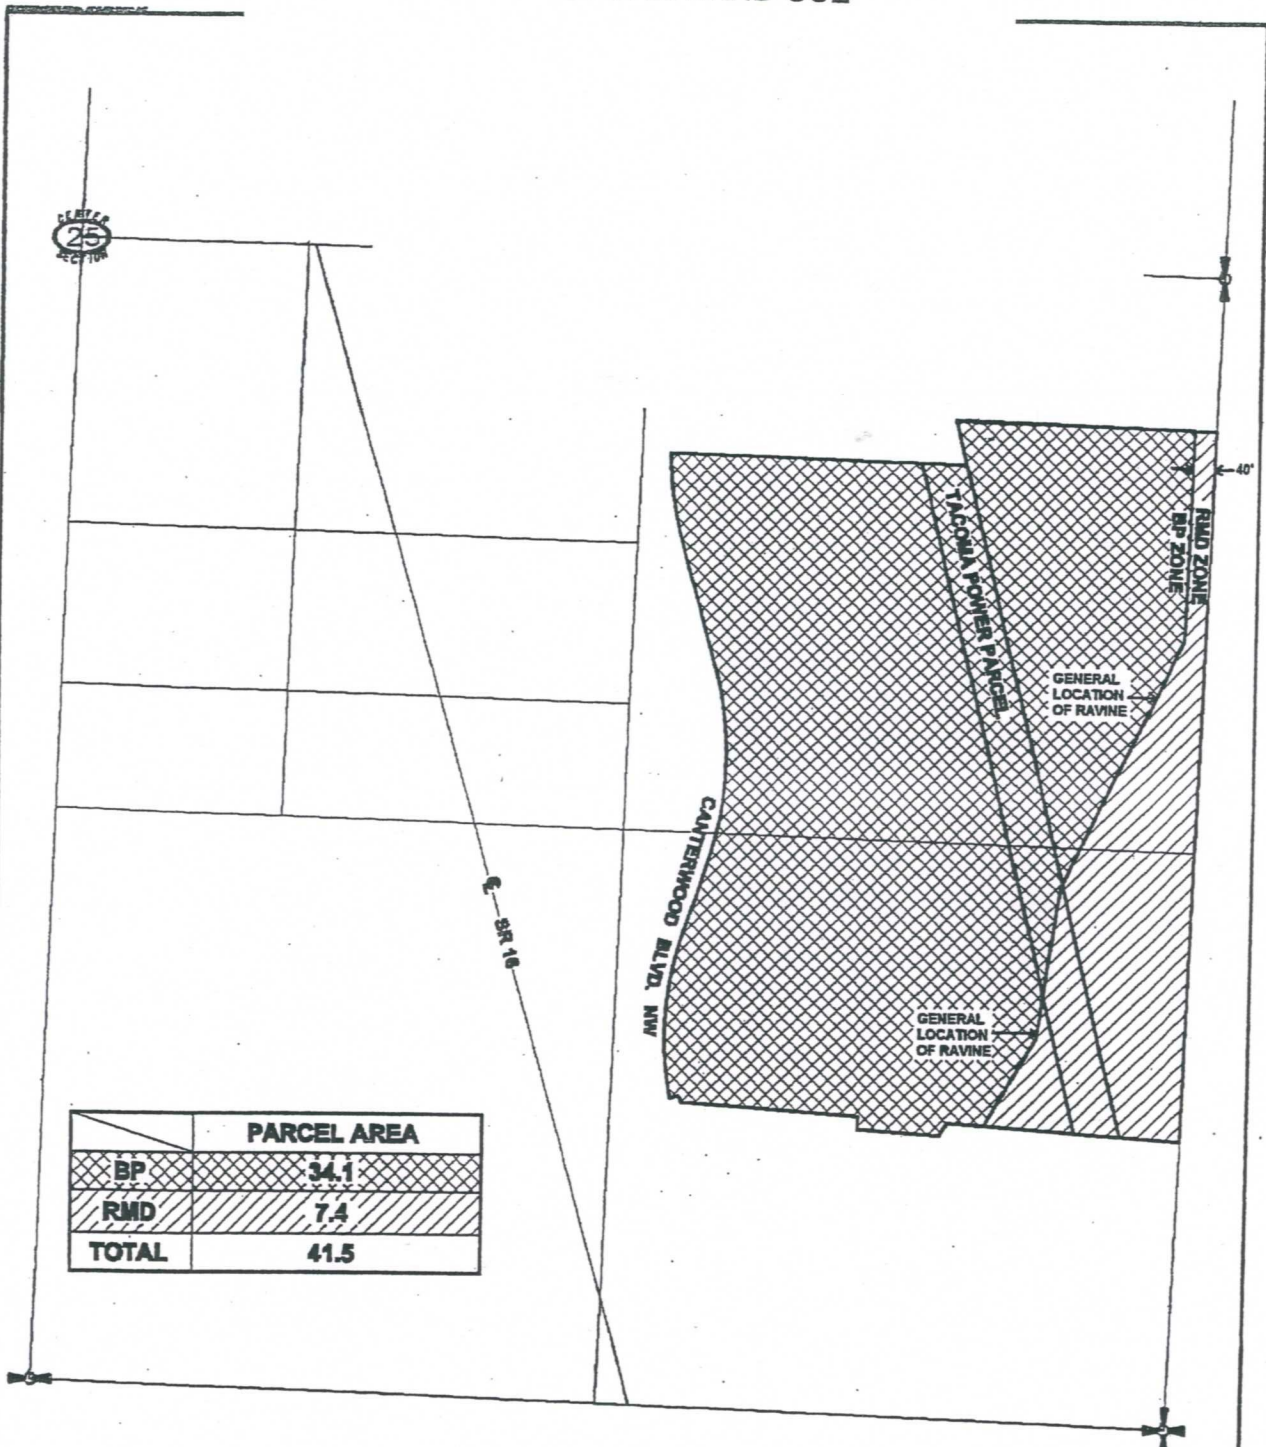 CENTER
25
SECTION
40'
RMD ZONE
BP ZONE
TACOMA POWER PARCEL
GENERAL
LOCATION
OF RAVINE
CANTERWOOD BLVD. NW
℄ SR 16
GENERAL
LOCATION
OF RAVINE
PARCEL AREA
BP 34.1
RMD 7.4
TOTAL 41.5